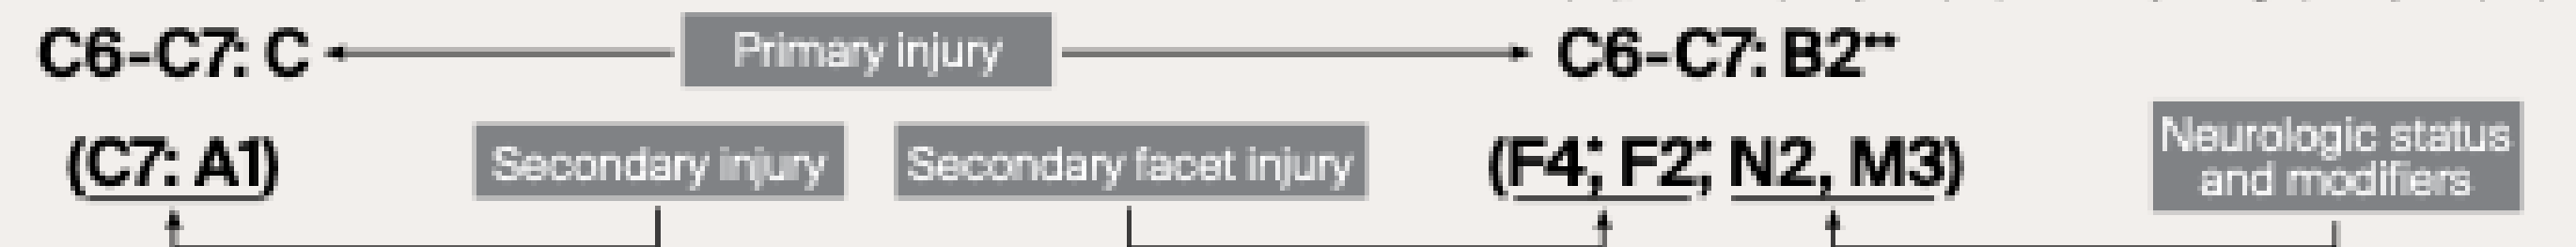 C6-C7: C Primary injury C6-C7: B2**
(C7: A1) Secondary injury Secondary facet injury (F4*, F2*, N2, M3) Neurologic status
and modifiers